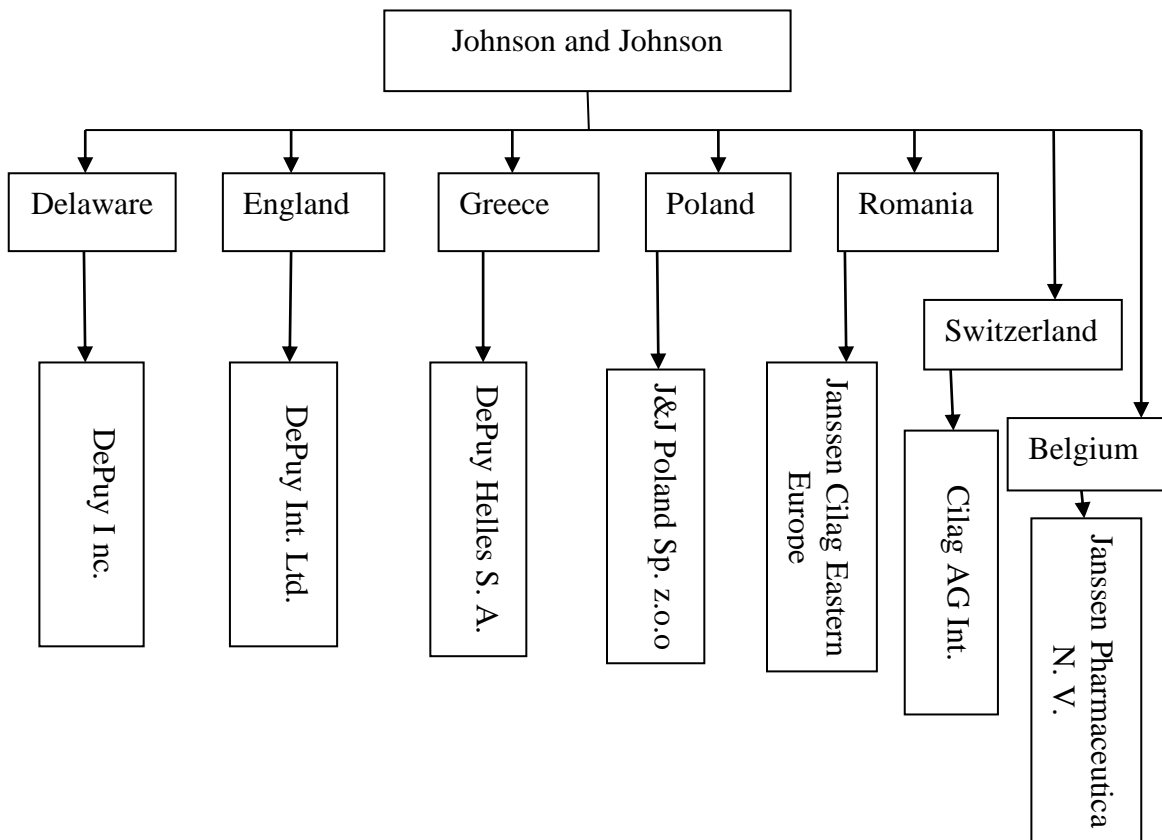 Johnson and Johnson
Delaware
England
Greece
Poland
Romania
Switzerland
Belgium
DePuy I nc.
DePuy Int. Ltd.
DePuy Helles S. A.
J&J Poland Sp. z.o.o
Janssen Cilag Eastern
Europe
Cilag AG Int.
Janssen Pharmaceutica
N. V.